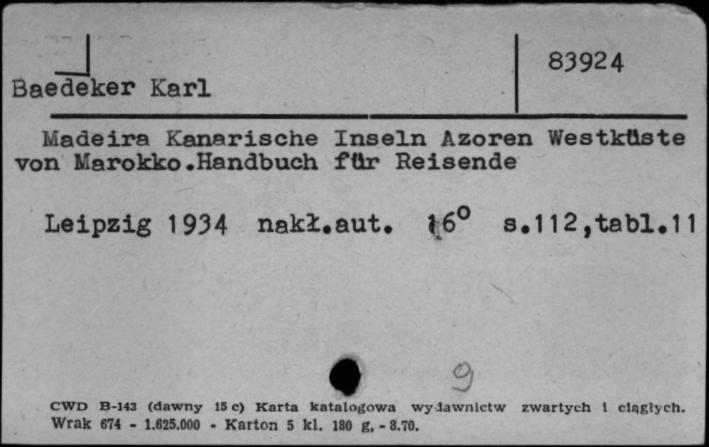 83924
Baedeker Karl
Madeira Kanarische Inseln Azoren Westküste
von Marokko.Handbuch für Reisende
Leipzig 1934 nakł.aut. 16° s.112,tabl.11
9
CWD B-143 (dawny 15 c) Karta katalogowa wydawnictw zwartych i ciągłych.
Wrak 674 - 1.625.000 - Karton 5 kl. 180 g, - 8.70.